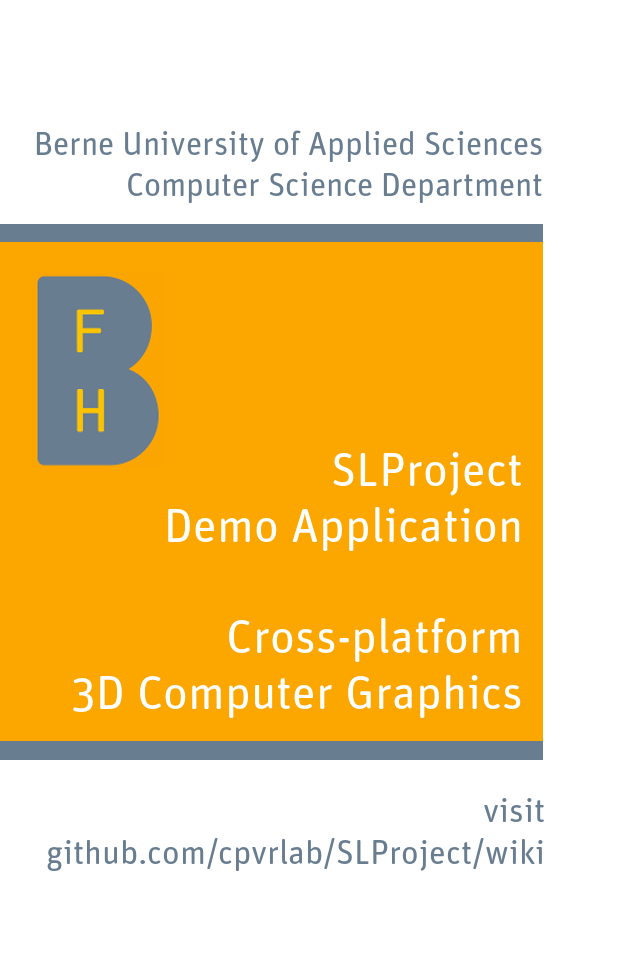 Berne University of Applied Sciences
Computer Science Department
F
H
SLProject
Demo Application
Cross-platform
3D Computer Graphics
visit
github.com/cpvrlab/SLProject/wiki